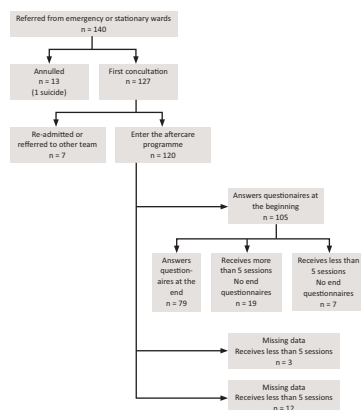 Referred from emergency or stationary wards
n = 140
Annulled
n = 13
(1 suicide)
First concultation
n = 127
Re-admitted or
refferred to other team
n = 7
Enter the aftercare
programme
n = 120
Answers questionaires at
the beginning
n = 105
Answers
question-
aires at the
end
n = 79
Receives more
than 5 sessions
No end
questionnaires
n = 19
Receives less than
5 sessions
No end
questionnaires
n = 7
Missing data
Receives less than 5 sessions
n = 3
Missing data
Receives less than 5 sessions
n = 12